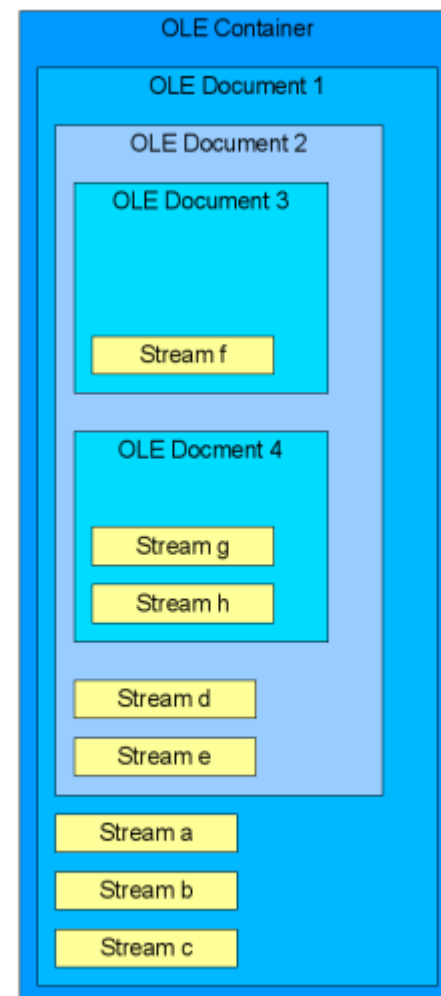 OLE Container
OLE Document 1
OLE Document 2
OLE Document 3
Stream f
OLE Docment 4
Stream g
Stream h
Stream d
Stream e
Stream a
Stream b
Stream c